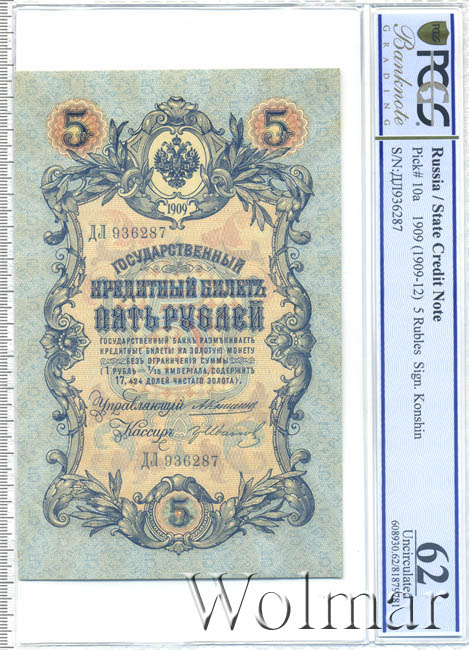 5 5
1909
ДЛ 936287
ГОСУДАРСТВЕННЫЙ
КРЕДИТНЫЙ БИЛЕТЪ
ПЯТЬ РУБЛЕЙ
ГОСУДАРСТВЕННЫЙ БАНКЪ РАЗМѢНИВАЕТЪ
КРЕДИТНЫЕ БИЛЕТЫ НА ЗОЛОТУЮ МОНЕТУ
БЕЗЪ ОГРАНИЧЕНІЯ СУММЫ
(1 РУБЛЬ = 1/15 ИМПЕРІАЛА, СОДЕРЖИТЪ
17,424 ДОЛЕЙ ЧИСТАГО ЗОЛОТА)
Управляющій
Кассиръ
ДЛ 936287
5
PCGS
Banknote
GRADING
Russia / State Credit Note
Pick# 10a 1909 (1909-12) 5 Rubles Sign. Konshin
S/N:ДЛ936287
62
Uncirculated
Wolmar